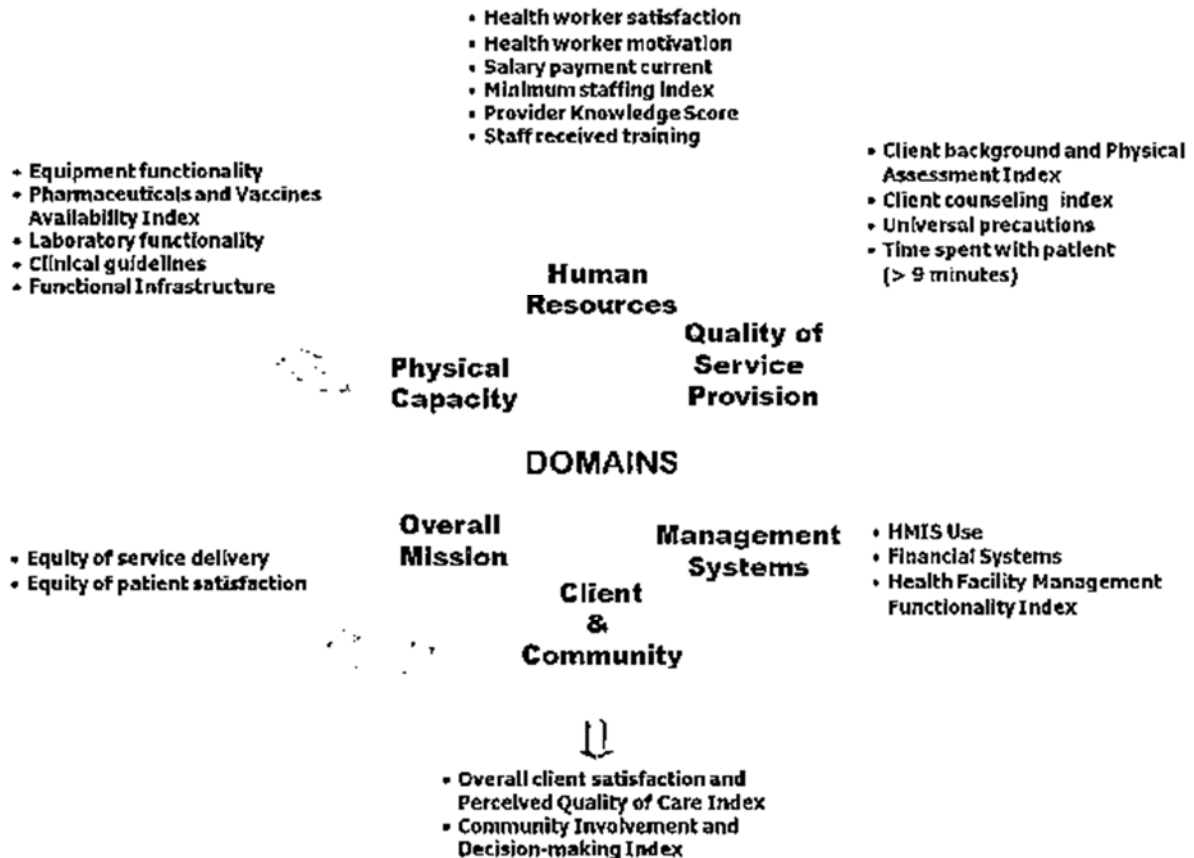 • Health worker satisfaction
• Health worker motivation
• Salary payment current
• Minimum staffing Index
• Provider Knowledge Score
• Staff received training
• Equipment functionality
• Pharmaceuticals and Vaccines
Availability Index
• Laboratory functionality
• Clinical guidelines
• Functional Infrastructure
• Client background and Physical
Assessment Index
• Client counseling index
• Universal precautions
• Time spent with patient
(> 9 minutes)
Human
Resources
Quality of
Service
Provision
Physical
Capacity
DOMAINS
Overall
Mission
Management
Systems
Client
&
Community
• Equity of service delivery
• Equity of patient satisfaction
• HMIS Use
• Financial Systems
• Health Facility Management
Functionality Index
• Overall client satisfaction and
Perceived Quality of Care Index
• Community Involvement and
Decision-making Index